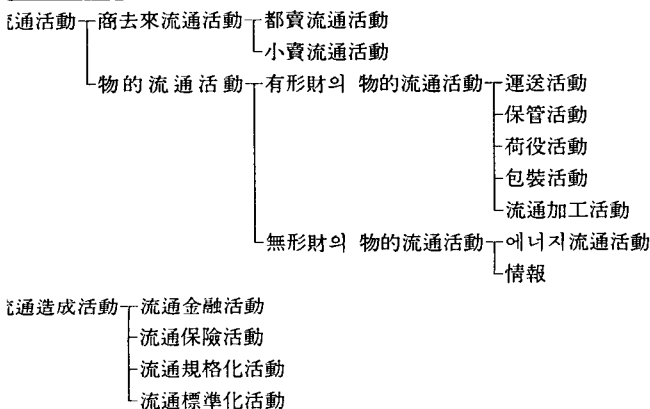 流通活動 商去來流通活動 都賣流通活動
小賣流通活動
物的流通活動 有形財의 物的流通活動 運送活動
保管活動
荷役活動
包裝活動
流通加工活動
無形財의 物的流通活動 에너지流通活動
情報
流通造成活動 流通金融活動
流通保險活動
流通規格化活動
流通標準化活動